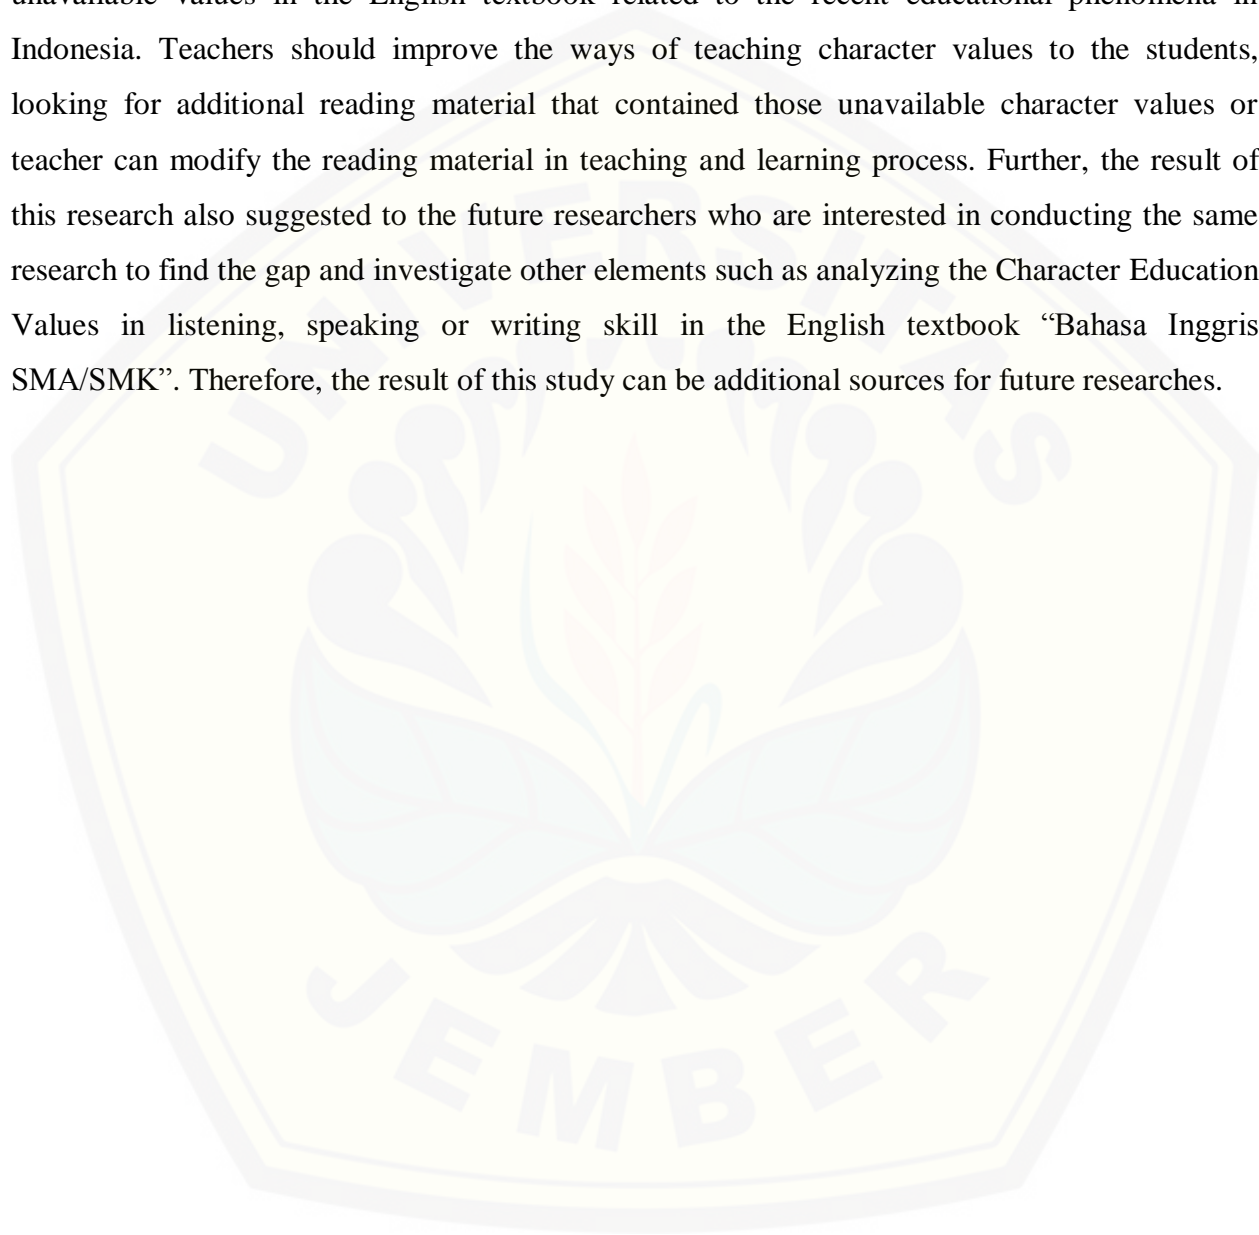 unavailable values in the English textbook related to the recent educational phenomena in
Indonesia. Teachers should improve the ways of teaching character values to the students,
looking for additional reading material that contained those unavailable character values or
teacher can modify the reading material in teaching and learning process. Further, the result of
this research also suggested to the future researchers who are interested in conducting the same
research to find the gap and investigate other elements such as analyzing the Character Education
Values in listening, speaking or writing skill in the English textbook “Bahasa Inggris
SMA/SMK”. Therefore, the result of this study can be additional sources for future researches.
UNIVERSITAS
JEMBER